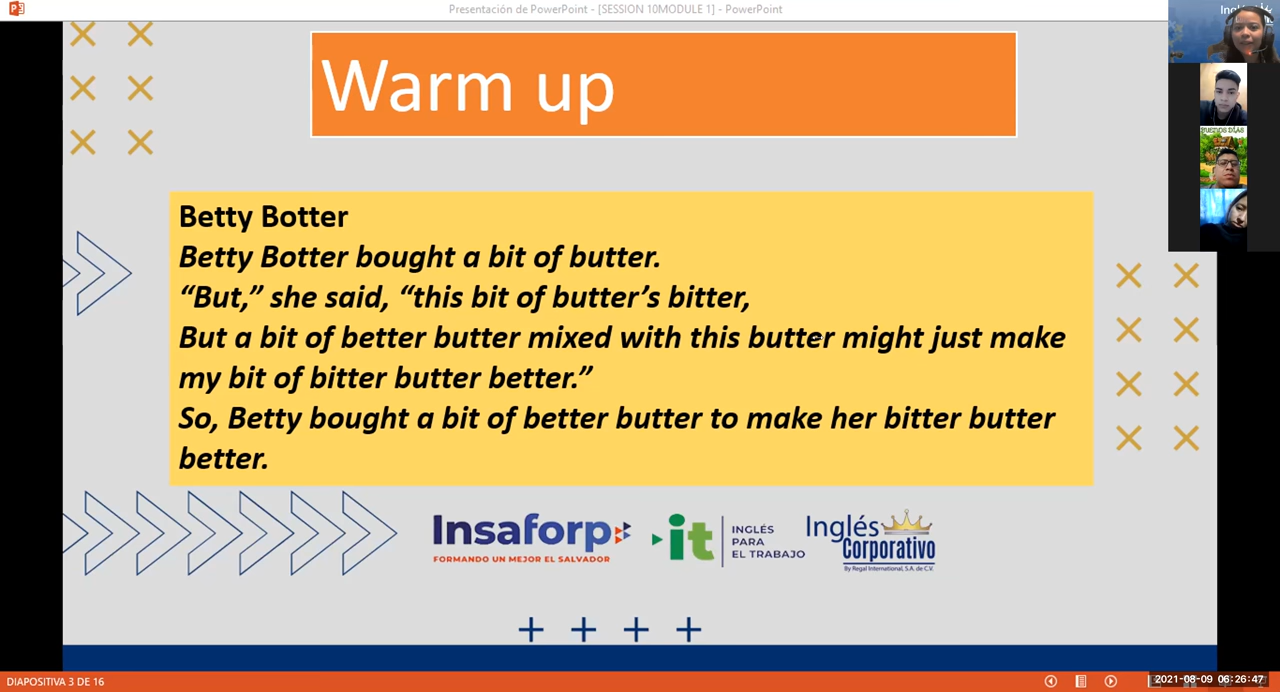 Presentación de PowerPoint - [SESSION 10MODULE 1] - PowerPoint
Warm up
BUENOS DÍAS
Betty Botter
Betty Botter bought a bit of butter.
“But,” she said, “this bit of butter’s bitter,
But a bit of better butter mixed with this butter might just make
my bit of bitter butter better.”
So, Betty bought a bit of better butter to make her bitter butter
better.
Insaforp
FORMANDO UN MEJOR EL SALVADOR
it
INGLÉS
PARA
EL TRABAJO
Inglés
Corporativo
By Regal International, S.A. de C.V.
DIAPOSITIVA 3 DE 16
2021-08-09 06:26:47